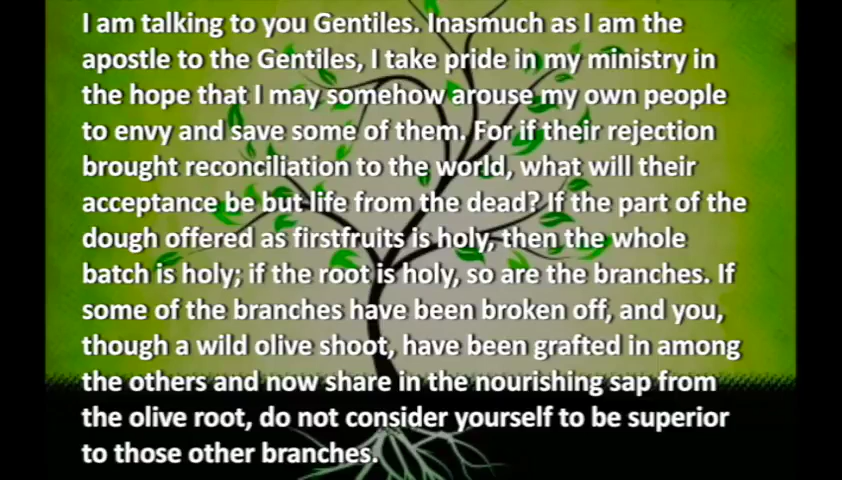 I am talking to you Gentiles. Inasmuch as I am the
apostle to the Gentiles, I take pride in my ministry in
the hope that I may somehow arouse my own people
to envy and save some of them. For if their rejection
brought reconciliation to the world, what will their
acceptance be but life from the dead? If the part of the
dough offered as firstfruits is holy, then the whole
batch is holy; if the root is holy, so are the branches. If
some of the branches have been broken off, and you,
though a wild olive shoot, have been grafted in among
the others and now share in the nourishing sap from
the olive root, do not consider yourself to be superior
to those other branches.